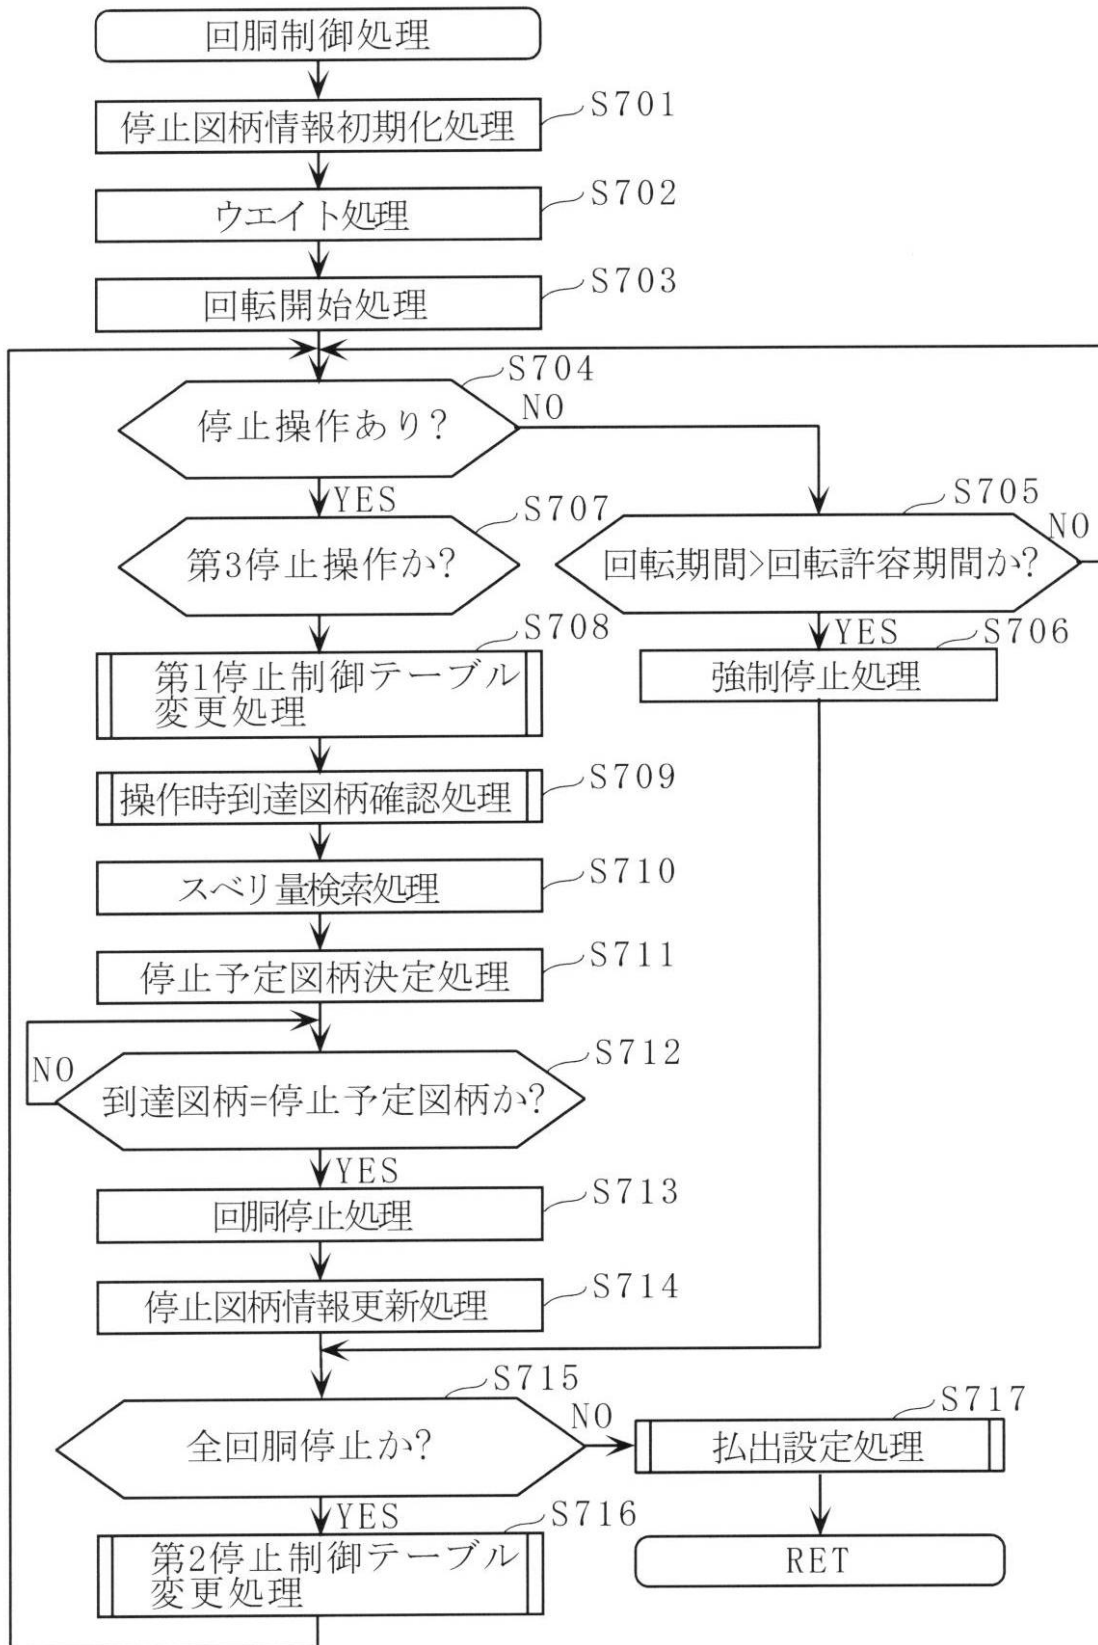 回胴制御処理
S701
停止図柄情報初期化処理
S702
ウエイト処理
S703
回転開始処理
S704
停止操作あり?
NO
YES
S707
第3停止操作か?
S705
回転期間>回転許容期間か?
NO
YES
S706
強制停止処理
S708
第1停止制御テーブル
変更処理
S709
操作時到達図柄確認処理
S710
スベリ量検索処理
S711
停止予定図柄決定処理
S712
NO
到達図柄=停止予定図柄か?
YES
S713
回胴停止処理
S714
停止図柄情報更新処理
S715
全回胴停止か?
NO
S717
払出設定処理
YES
S716
第2停止制御テーブル
変更処理
RET